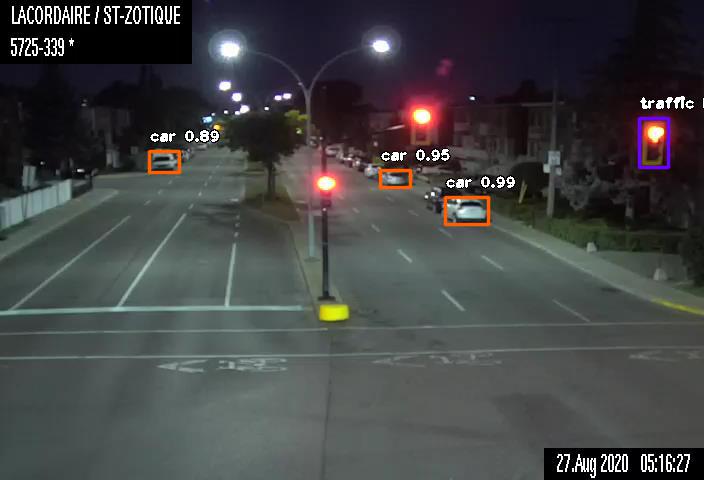 LACORDAIRE / ST-ZOTIQUE
5725-339 *
traffic
car 0.89
car 0.95
car 0.99
27.Aug 2020 05:16:27